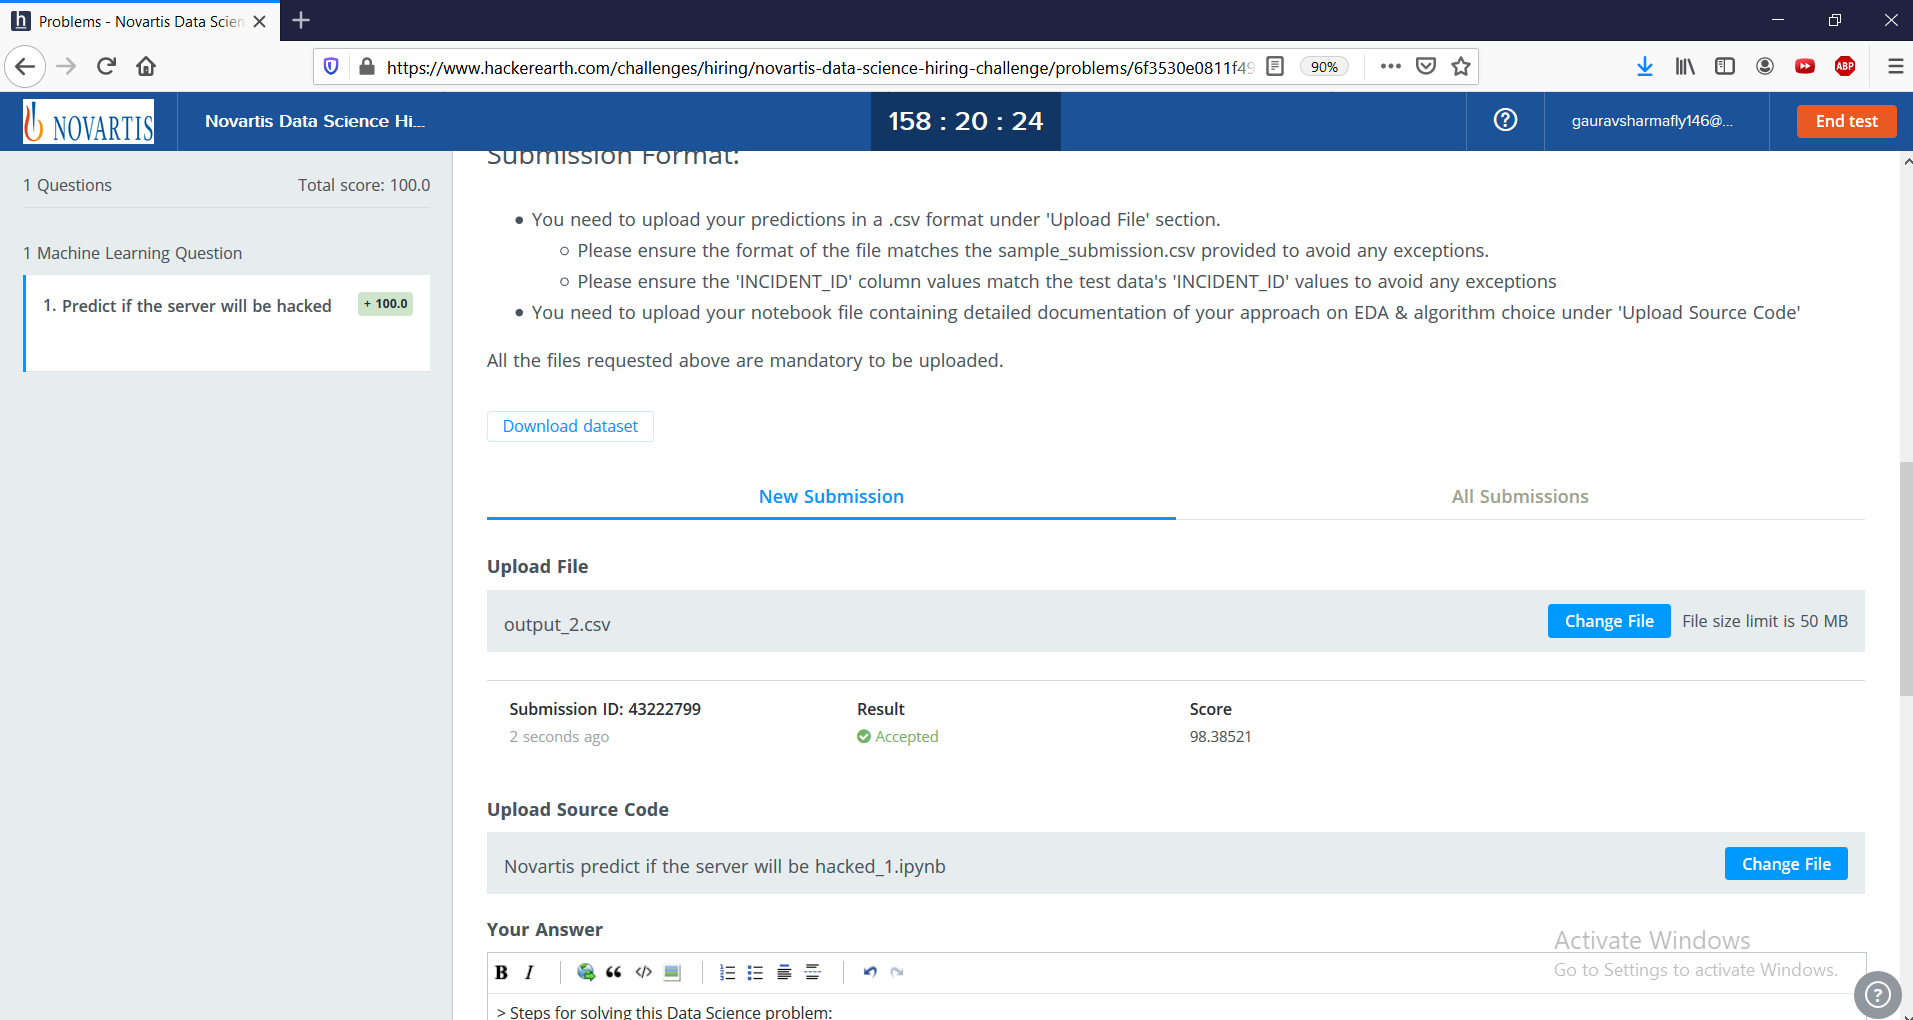 Problems - Novartis Data Scien
https://www.hackerearth.com/challenges/hiring/novartis-data-science-hiring-challenge/problems/6f3530e0811f49
90%
ABP
NOVARTIS
Novartis Data Science Hi...
158 : 20 : 24
gauravsharmafly146@...
End test
1 Questions
Total score: 100.0
1 Machine Learning Question
1. Predict if the server will be hacked
+ 100.0
Submission Format:
You need to upload your predictions in a .csv format under 'Upload File' section.
Please ensure the format of the file matches the sample_submission.csv provided to avoid any exceptions.
Please ensure the 'INCIDENT_ID' column values match the test data's 'INCIDENT_ID' values to avoid any exceptions
You need to upload your notebook file containing detailed documentation of your approach on EDA & algorithm choice under 'Upload Source Code'
All the files requested above are mandatory to be uploaded.
Download dataset
New Submission
All Submissions
Upload File
output_2.csv
Change File
File size limit is 50 MB
Submission ID: 43222799
Result
Score
2 seconds ago
Accepted
98.38521
Upload Source Code
Novartis predict if the server will be hacked_1.ipynb
Change File
Your Answer
B I
> Steps for solving this Data Science problem:
Activate Windows
Go to Settings to activate Windows.